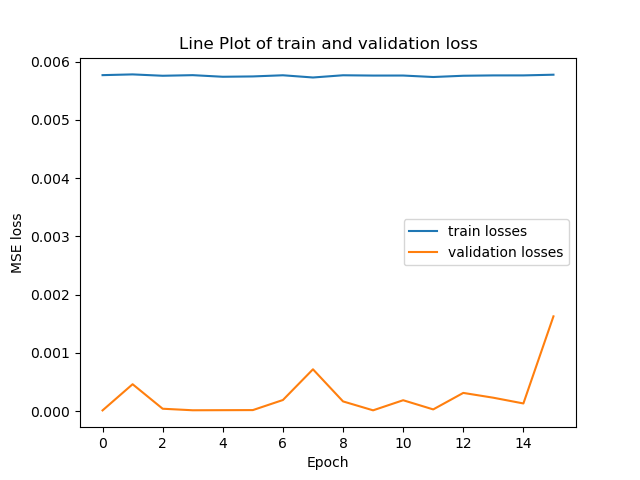 Line Plot of train and validation loss
0.006
0.005
0.004
0.003
0.002
0.001
0.000
MSE loss
train losses
validation losses
0 2 4 6 8 10 12 14
Epoch